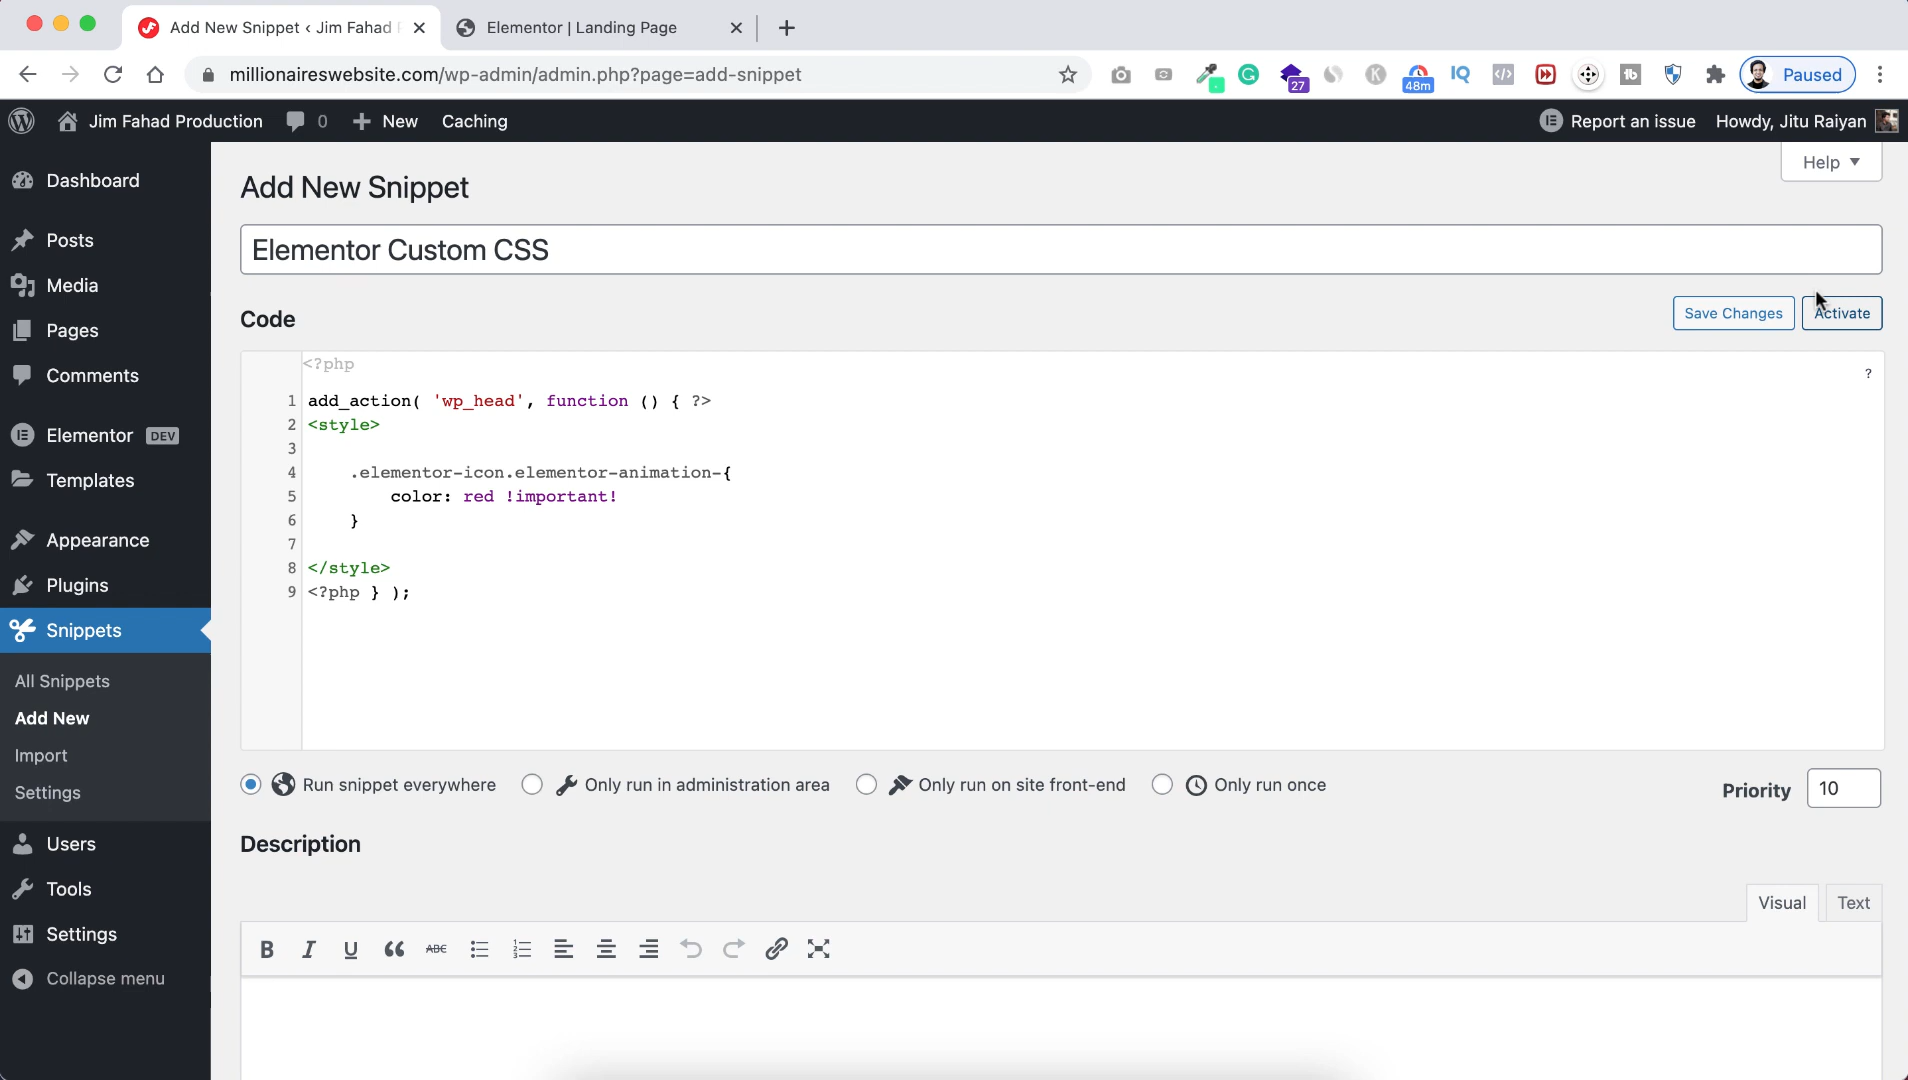 Add New Snippet ‹ Jim Fahad
Elementor | Landing Page
millionaireswebsite.com/wp-admin/admin.php?page=add-snippet
27
48m
IQ
tb
Paused
Jim Fahad Production
0
New
Caching
Report an issue
Howdy, Jitu Raiyan
Help
Dashboard
Posts
Media
Pages
Comments
Elementor DEV
Templates
Appearance
Plugins
Snippets
All Snippets
Add New
Import
Settings
Users
Tools
Settings
Collapse menu
Add New Snippet
Elementor Custom CSS
Code
Save Changes
Activate
?
<?php
1 add_action( 'wp_head', function () { ?>
2 <style>
3
4 .elementor-icon.elementor-animation-{
5 color: red !important!
6 }
7
8 </style>
9 <?php } );
Run snippet everywhere
Only run in administration area
Only run on site front-end
Only run once
Priority
10
Description
Visual
Text
B I U ABC